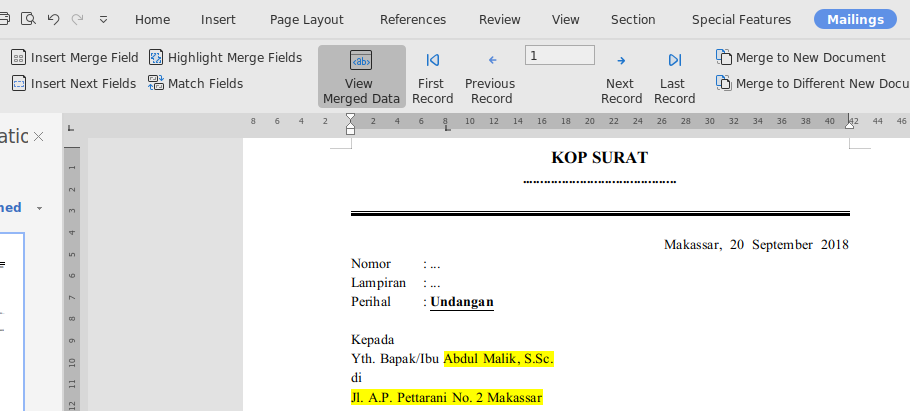 Home Insert Page Layout References Review View Section Special Features Mailings
Insert Merge Field Highlight Merge Fields
Insert Next Fields Match Fields
View Merged Data
First Record
Previous Record
1
Next Record
Last Record
Merge to New Document
Merge to Different New Docu
8 6 4 2 2 4 6 8 10 12 14 16 18 20 22 24 26 28 30 32 34 36 38 40 42 44 46
atic
ned
1
2
3
4
5
6
7
8
9
10
11
12
KOP SURAT
............................................
Makassar, 20 September 2018
Nomor : ...
Lampiran : ...
Perihal : Undangan
Kepada
Yth. Bapak/Ibu Abdul Malik, S.Sc.
di
Jl. A.P. Pettarani No. 2 Makassar